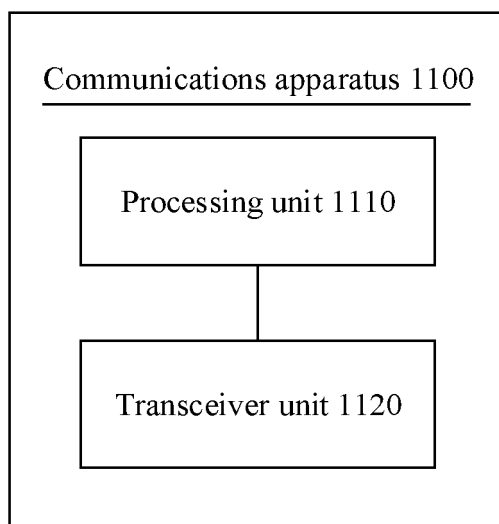 Communications apparatus 1100
Processing unit 1110
Transceiver unit 1120